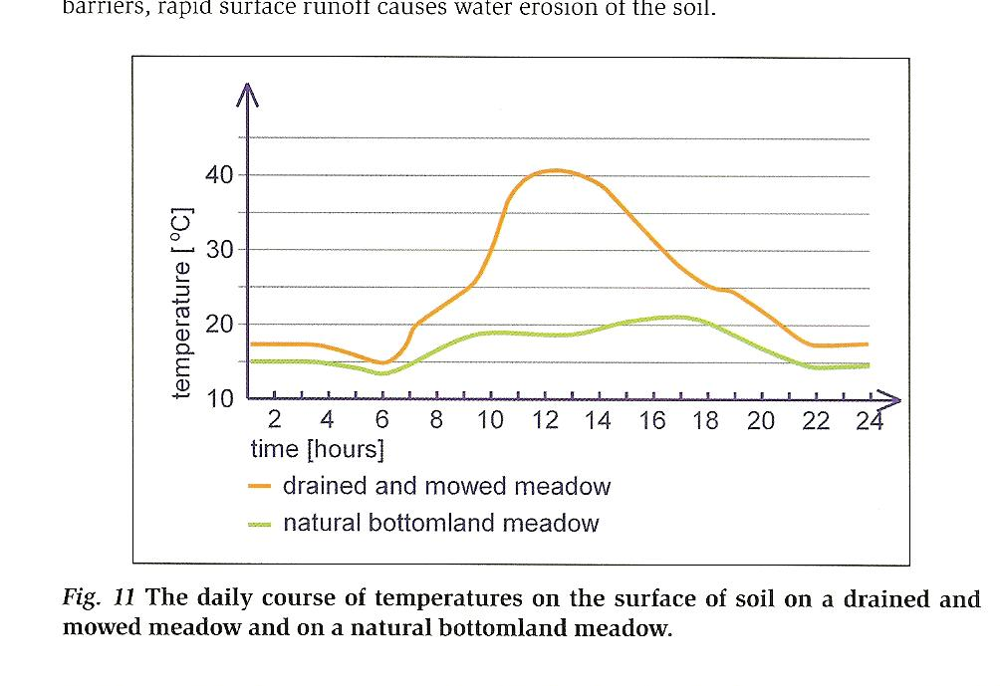 barriers, rapid surface runoff causes water erosion of the soil.
temperature [ °C]
40
30
20
10
2 4 6 8 10 12 14 16 18 20 22 24
time [hours]
drained and mowed meadow
natural bottomland meadow
Fig. 11 The daily course of temperatures on the surface of soil on a drained and
mowed meadow and on a natural bottomland meadow.